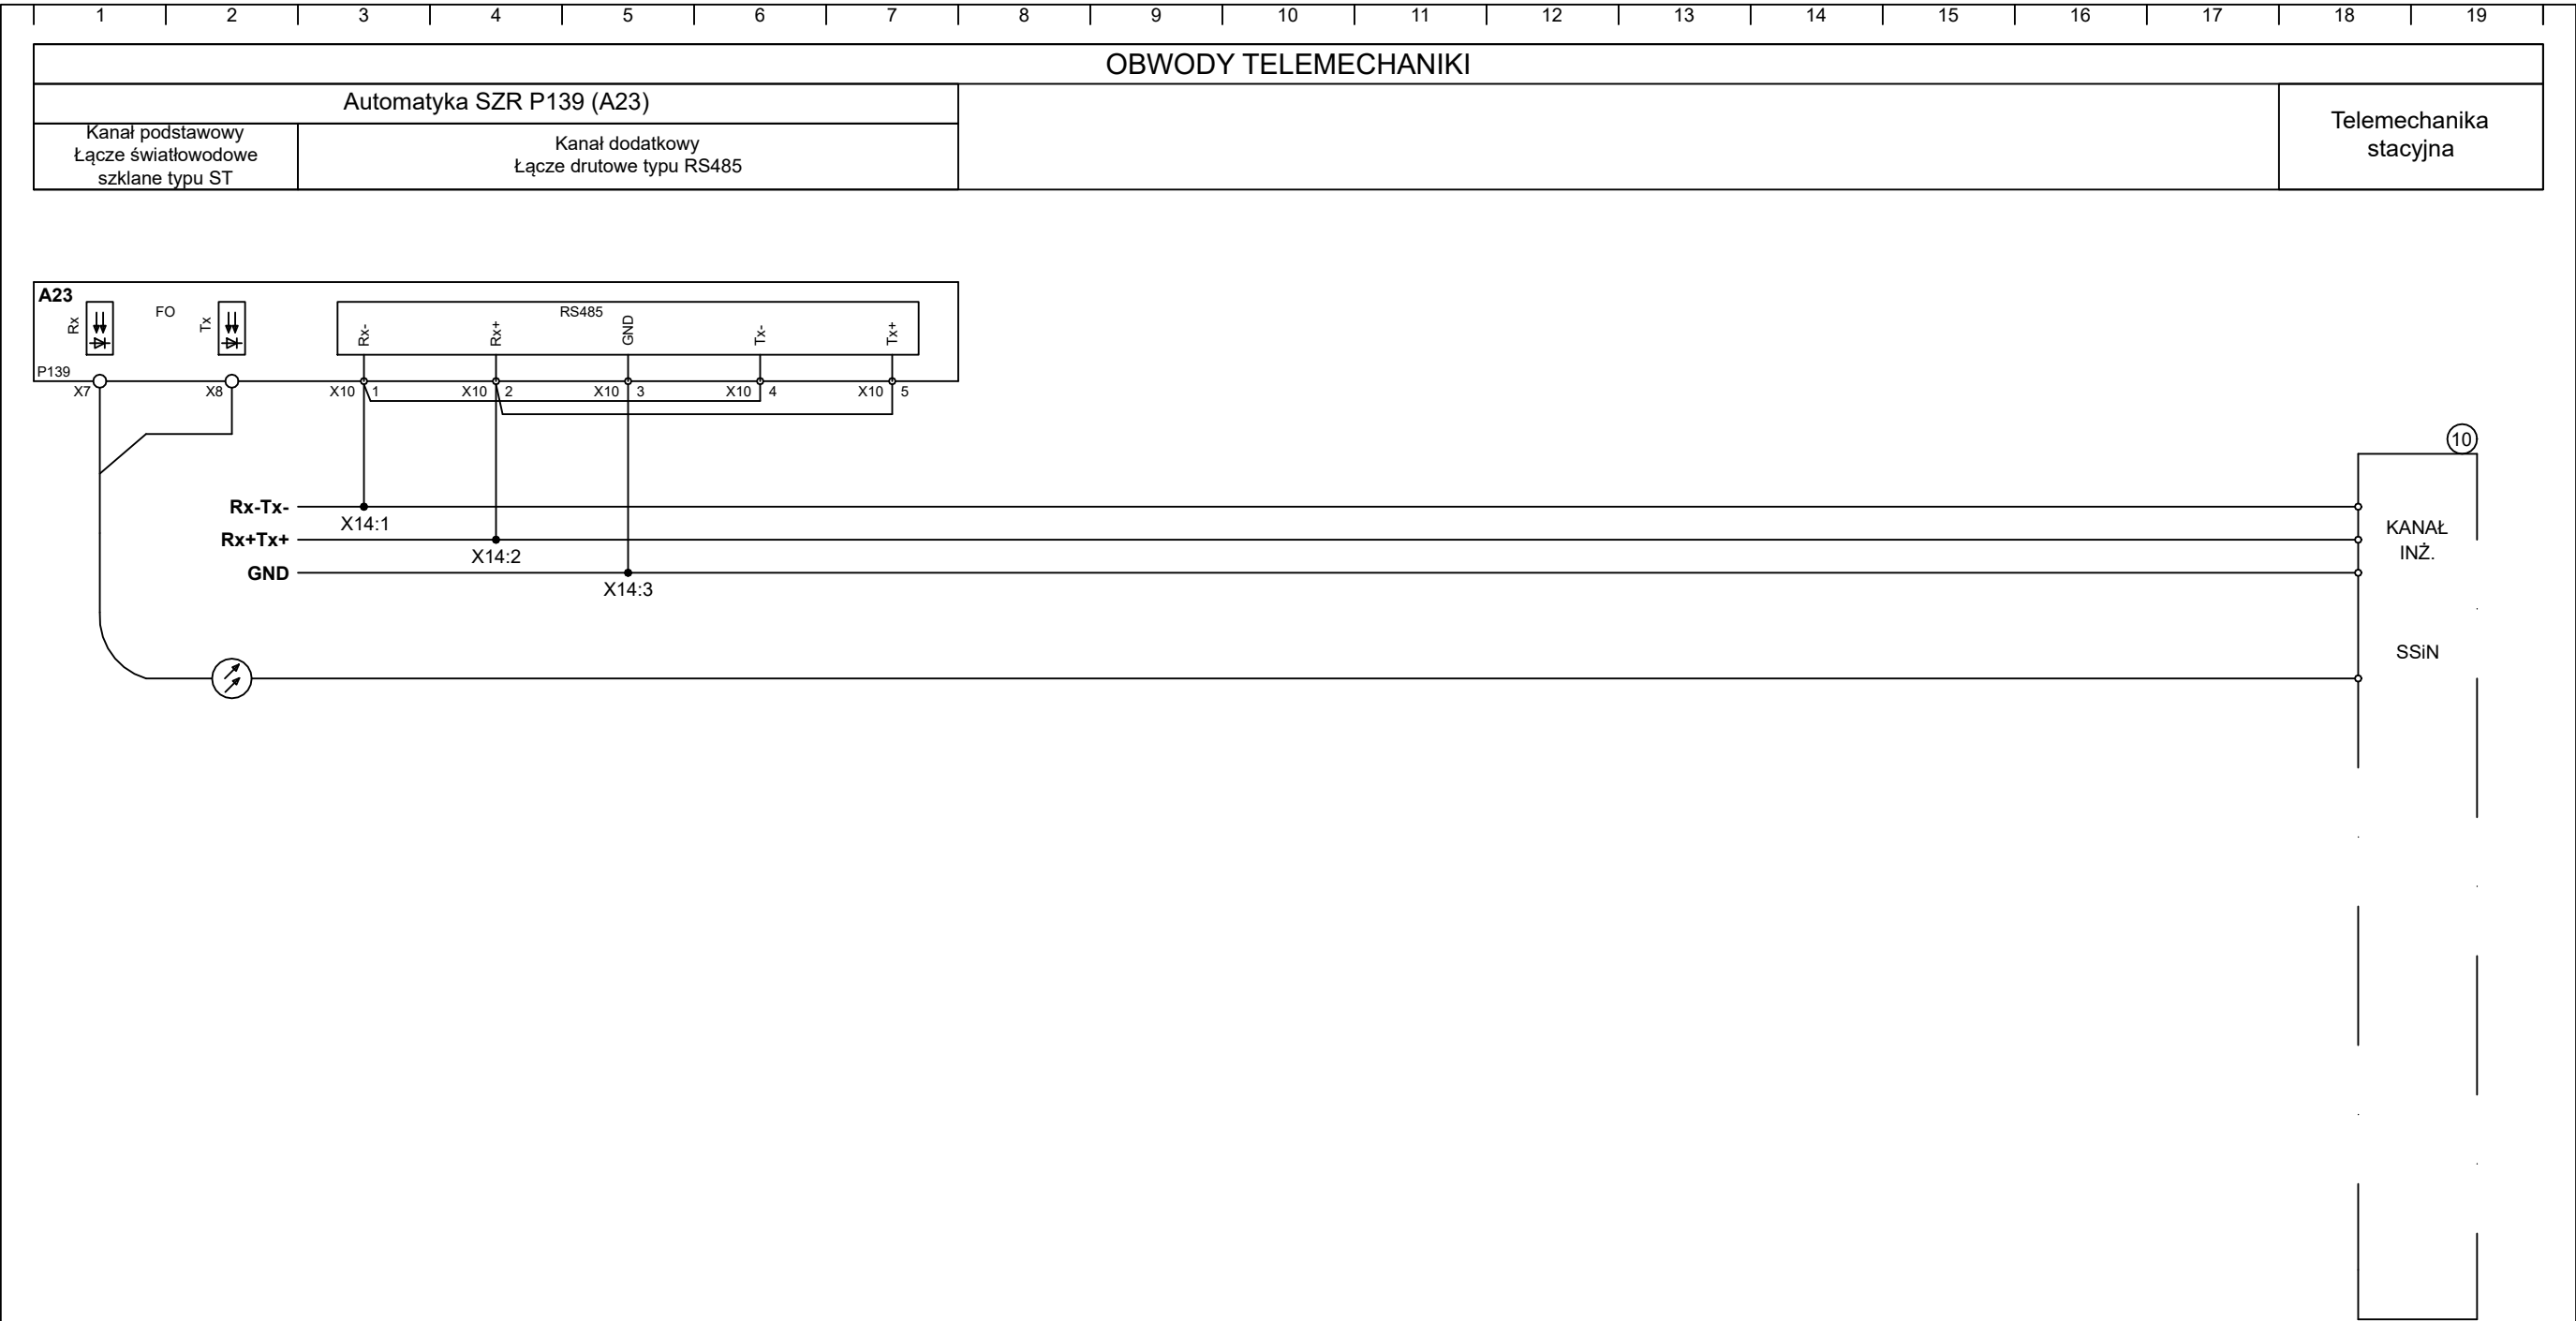 1 2 3 4 5 6 7 8 9 10 11 12 13 14 15 16 17 18 19
OBWODY TELEMECHANIKI
Automatyka SZR P139 (A23)
Kanał podstawowy
Łącze światłowodowe
szklane typu ST
Kanał dodatkowy
Łącze drutowe typu RS485
Telemechanika
stacyjna
A23
Rx
FO
Tx
RS485
Rx-
Rx+
GND
Tx-
Tx+
P139
X7
X8
X10 1
X10 2
X10 3
X10 4
X10 5
10
Rx-Tx-
X14:1
Rx+Tx+
X14:2
GND
X14:3
KANAŁ
INŻ.
SSiN